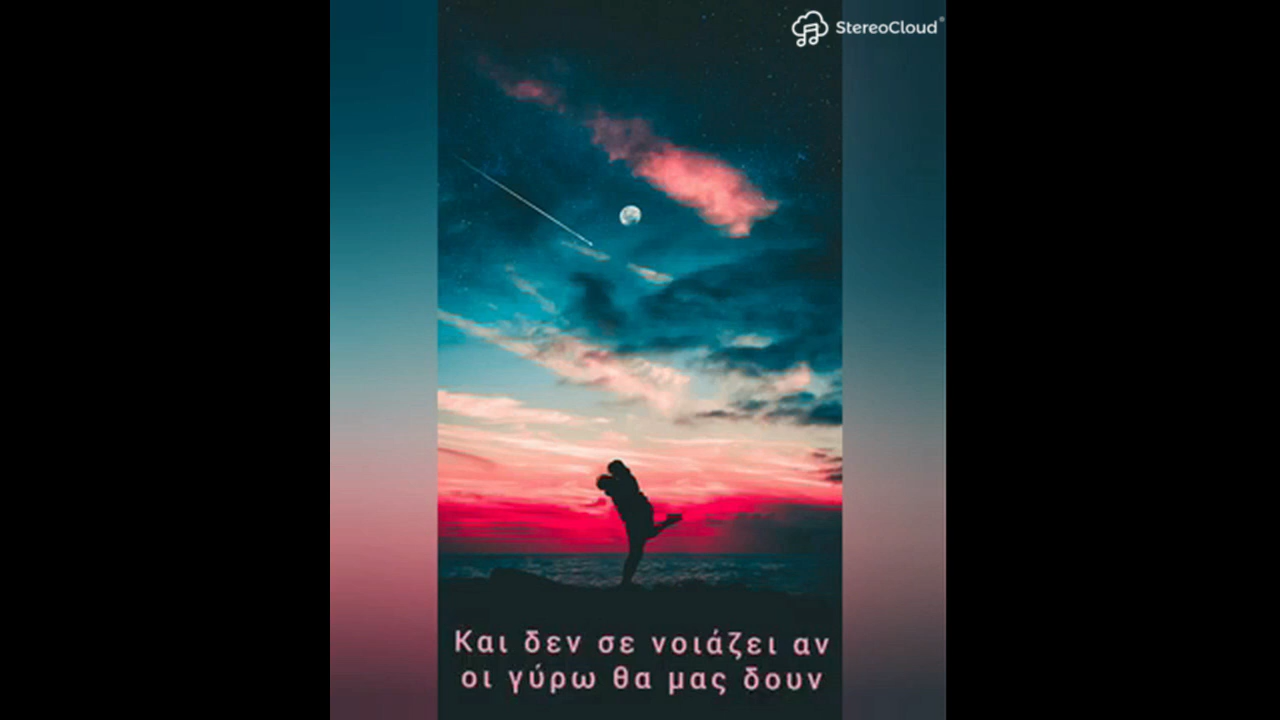 StereoCloud®
Και δεν σε νοιάζει αν
οι γύρω θα μας δουν